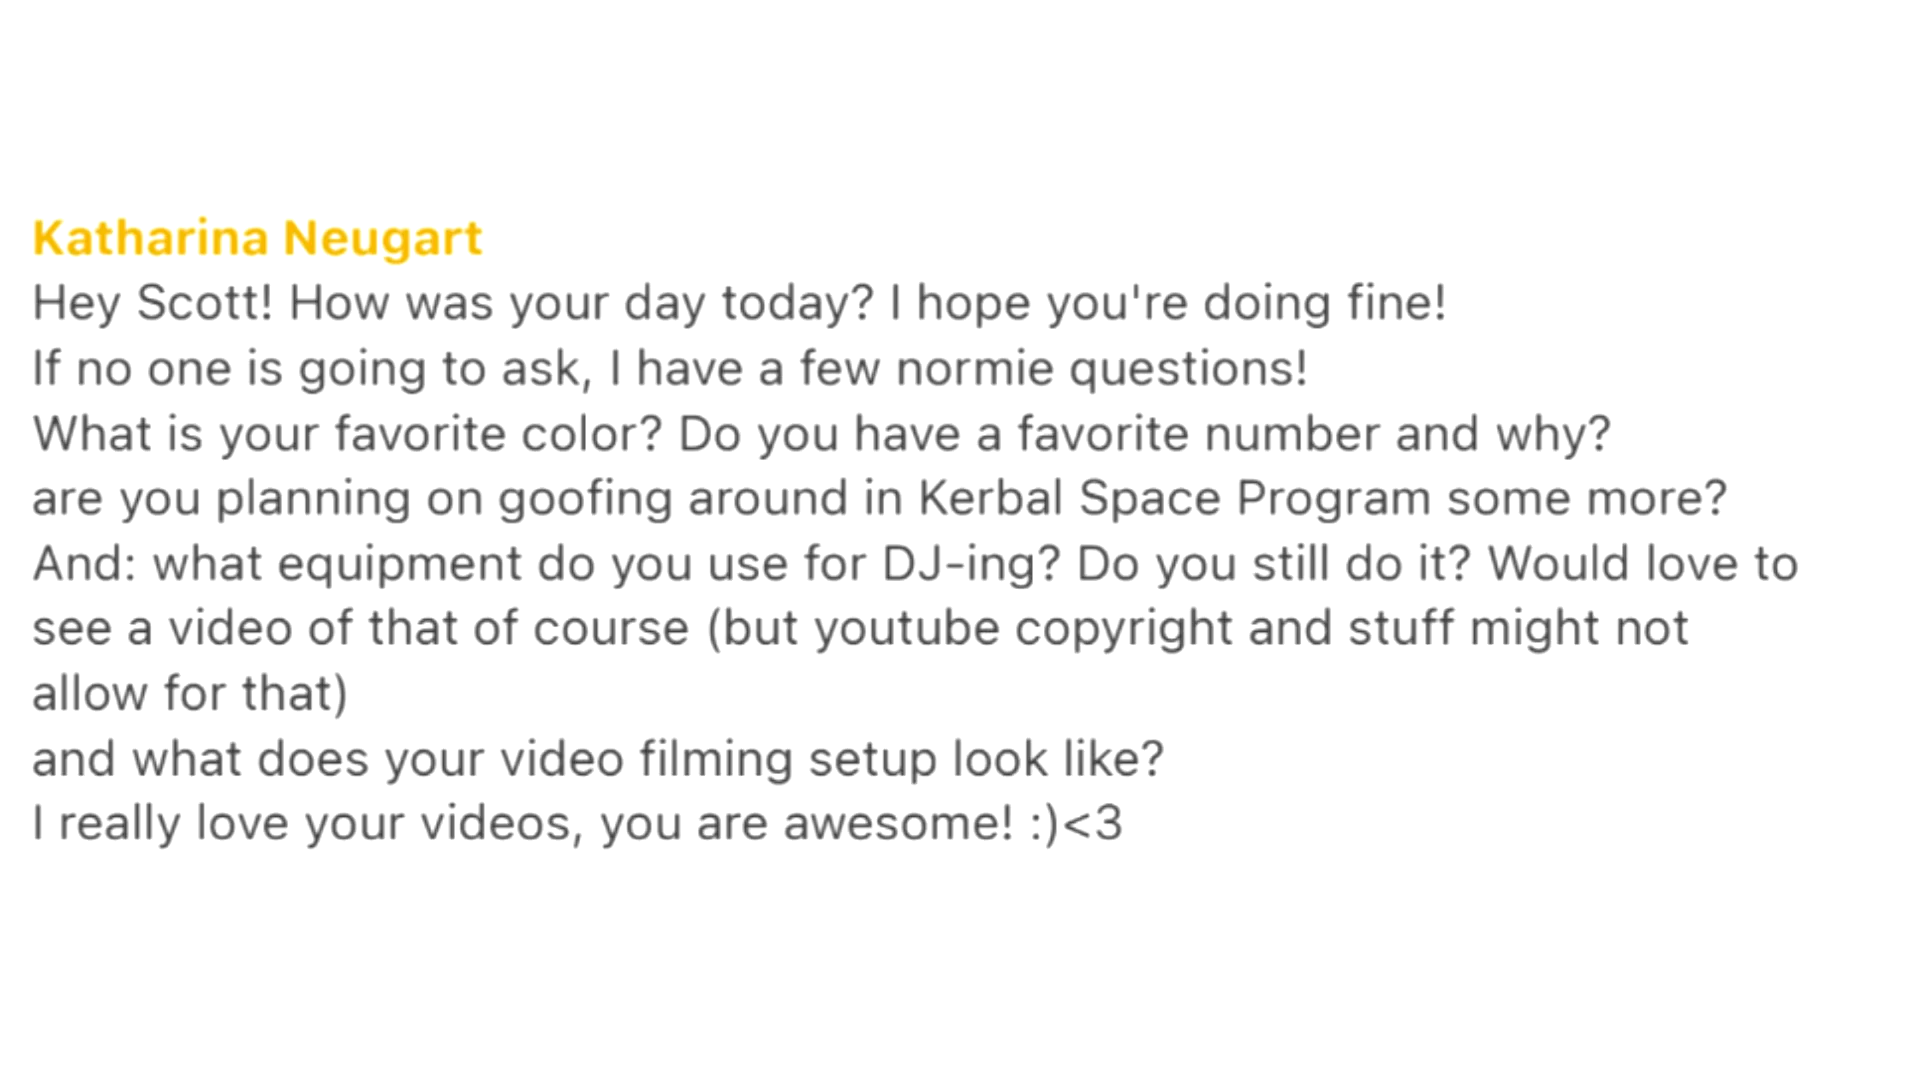 Katharina Neugart
Hey Scott! How was your day today? I hope you're doing fine!
If no one is going to ask, I have a few normie questions!
What is your favorite color? Do you have a favorite number and why?
are you planning on goofing around in Kerbal Space Program some more?
And: what equipment do you use for DJ-ing? Do you still do it? Would love to
see a video of that of course (but youtube copyright and stuff might not
allow for that)
and what does your video filming setup look like?
I really love your videos, you are awesome! :)<3